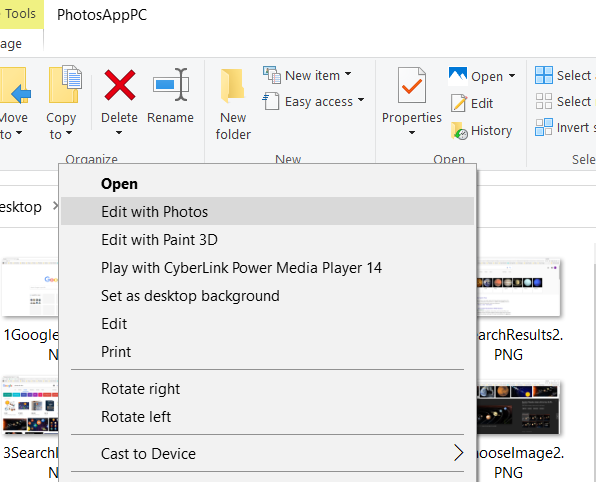 Tools PhotosAppPC
age
Move to
Copy to
Delete
Rename
New folder
New item
Easy access
Properties
Open
Edit
History
Select
Select
Invert s
Organize New Open Sele
esktop
Open
Edit with Photos
Edit with Paint 3D
Play with CyberLink Power Media Player 14
Set as desktop background
Edit
Print
Rotate right
Rotate left
Cast to Device
1Google
N
archResults2.
PNG
3Search
N
ooseImage2.
PNG